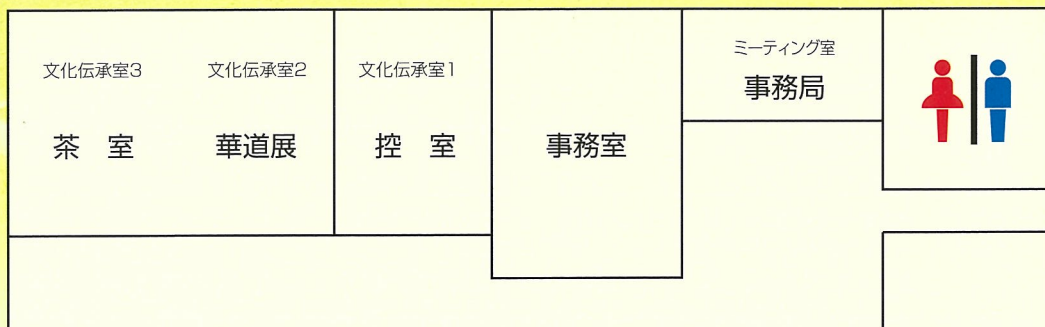 文化伝承室3
茶 室
文化伝承室2
華道展
文化伝承室1
控 室
事務室
ミーティング室
事務局